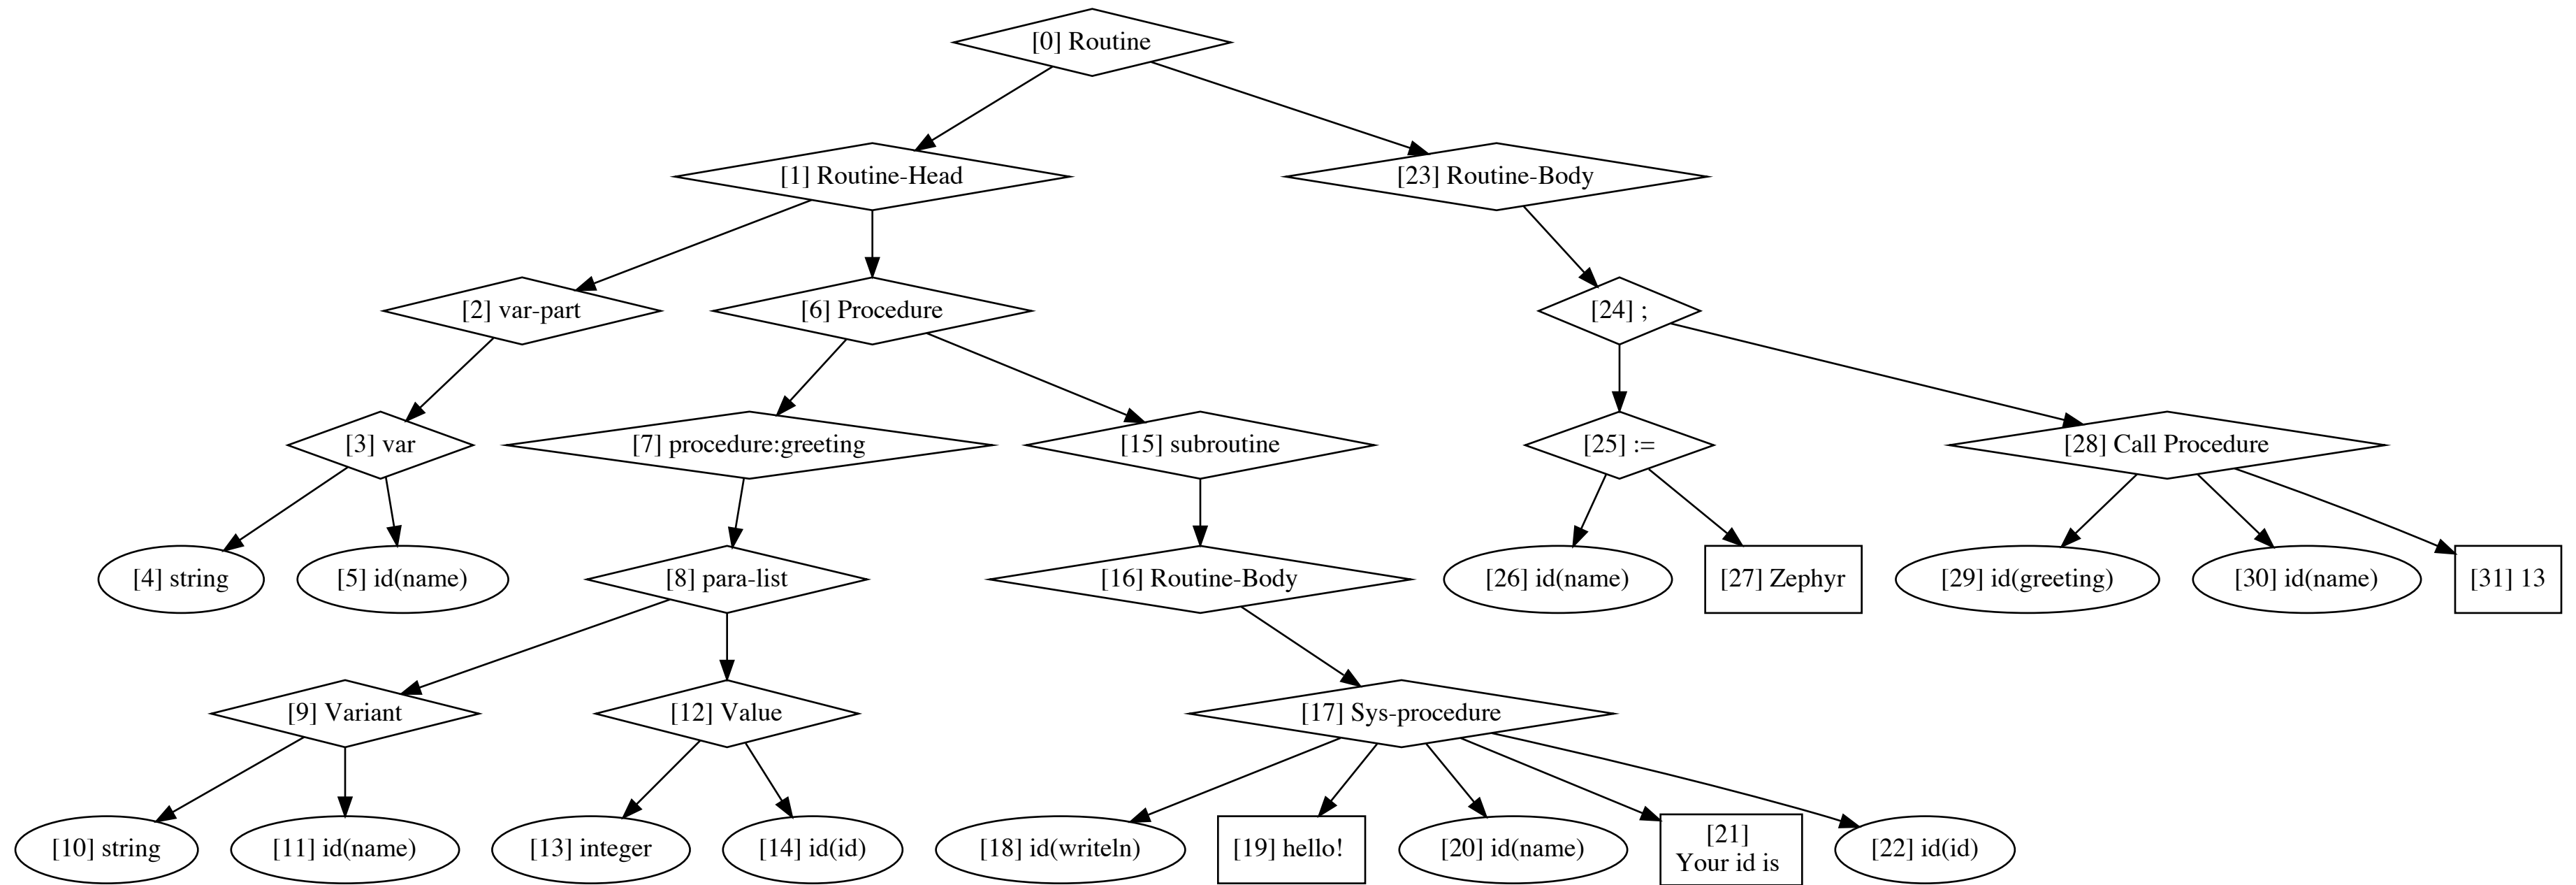 [0] Routine
[1] Routine-Head
[23] Routine-Body
[2] var-part
[6] Procedure
[24] ;
[3] var
[7] procedure:greeting
[15] subroutine
[25] :=
[28] Call Procedure
[4] string
[5] id(name)
[8] para-list
[16] Routine-Body
[26] id(name)
[27] Zephyr
[29] id(greeting)
[30] id(name)
[31] 13
[9] Variant
[12] Value
[17] Sys-procedure
[10] string
[11] id(name)
[13] integer
[14] id(id)
[18] id(writeln)
[19] hello!
[20] id(name)
[21]
Your id is
[22] id(id)